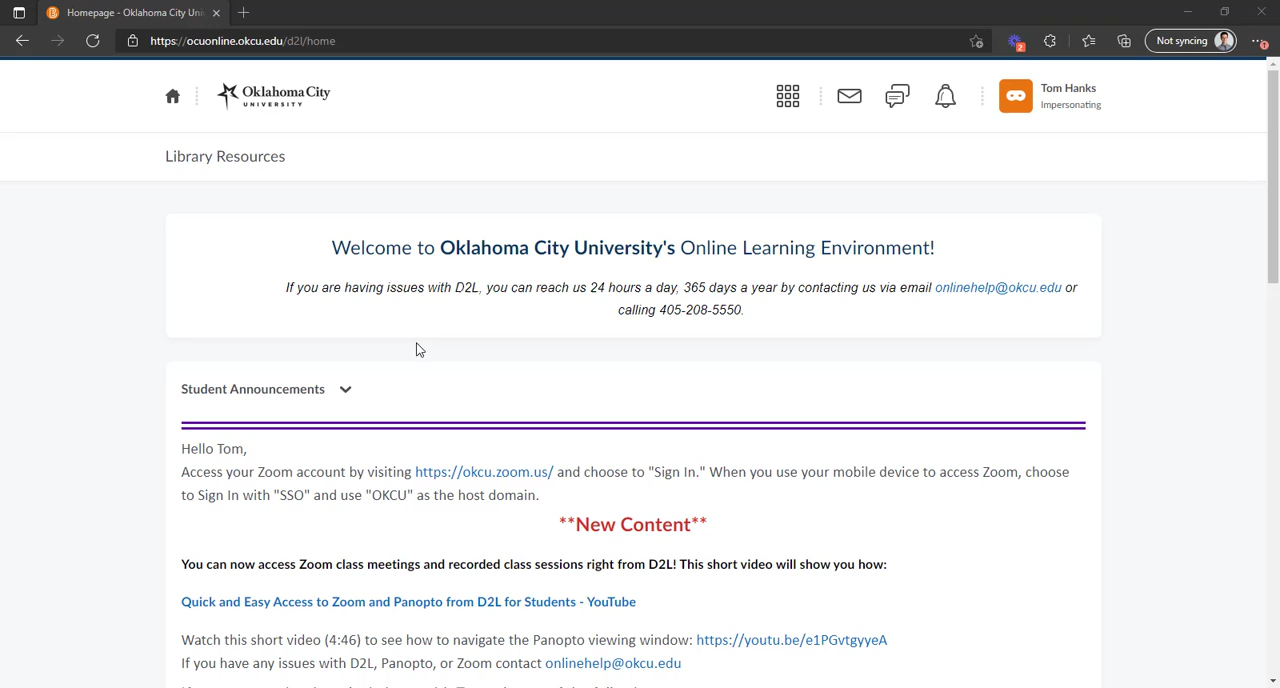 Homepage - Oklahoma City Uni
https://ocuonline.okcu.edu/d2l/home
2
Not syncing
1
Oklahoma City
UNIVERSITY
Tom Hanks
Impersonating
Library Resources
Welcome to Oklahoma City University's Online Learning Environment!
If you are having issues with D2L, you can reach us 24 hours a day, 365 days a year by contacting us via email onlinehelp@okcu.edu or
calling 405-208-5550.
Student Announcements
Hello Tom,
Access your Zoom account by visiting https://okcu.zoom.us/ and choose to "Sign In." When you use your mobile device to access Zoom, choose
to Sign In with "SSO" and use "OKCU" as the host domain.
**New Content**
You can now access Zoom class meetings and recorded class sessions right from D2L! This short video will show you how:
Quick and Easy Access to Zoom and Panopto from D2L for Students - YouTube
Watch this short video (4:46) to see how to navigate the Panopto viewing window: https://youtu.be/e1PGvtgyyeA
If you have any issues with D2L, Panopto, or Zoom contact onlinehelp@okcu.edu